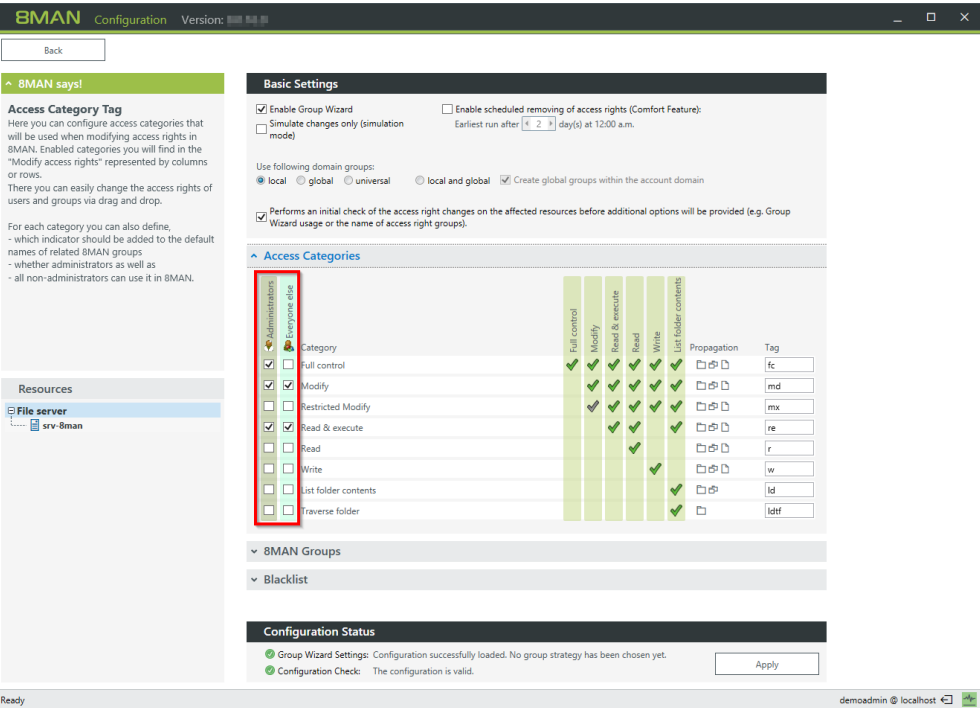 8MAN Configuration Version:
Back
8MAN says!
Access Category Tag
Here you can configure access categories that
will be used when modifying access rights in
8MAN. Enabled categories you will find in the
"Modify access rights" represented by columns
or rows.
There you can easily change the access rights of
users and groups via drag and drop.
For each category you can also define,
- which indicator should be added to the default
names of related 8MAN groups
- whether administrators as well as
- all non-administrators can use it in 8MAN.
Resources
File server
srv-8man
Basic Settings
Enable Group Wizard
Simulate changes only (simulation
mode)
Enable scheduled removing of access rights (Comfort Feature):
Earliest run after 2 day(s) at 12:00 a.m.
Use following domain groups:
local global universal local and global Create global groups within the account domain
Performs an initial check of the access right changes on the affected resources before additional options will be provided (e.g. Group
Wizard usage or the name of access right groups).
Access Categories
Administrators
Everyone else
Category
Full control
Modify
Read & execute
Read
Write
List folder contents
Propagation
Tag
Full control fc
Modify md
Restricted Modify mx
Read & execute re
Read r
Write w
List folder contents ld
Traverse folder ldtf
8MAN Groups
Blacklist
Configuration Status
Group Wizard Settings: Configuration successfully loaded. No group strategy has been chosen yet.
Configuration Check: The configuration is valid.
Apply
Ready
demoadmin @ localhost